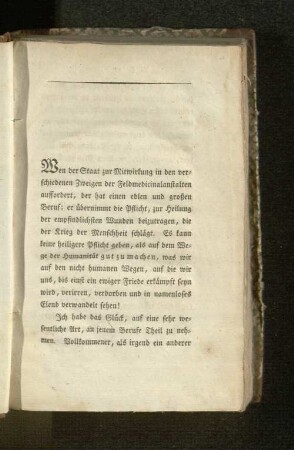 Wen der Staat zur Mitwirkung in den ver-
schiedenen Zweigen der Feldmedicinalanstalten
auffordert, der hat einen edlen und großen
Beruf: er übernimmt die Pflicht, zur Heilung
der empfindlichsten Wunden beizutragen, die
der Krieg der Menschheit schlägt. Es kann
keine heiligere Pflicht geben, als auf dem We-
ge der Humanität gut zu machen, was wir
auf den nicht humanen Wegen, auf die wir
uns, bis einst ein ewiger Friede erkämpft seyn
wird, verirren, verdorben und in namenloses
Elend verwandelt sehen!
Ich habe das Glück, auf eine sehr we-
sentliche Art, an jenem Berufe Theil zu neh-
men. Vollkommener, als irgend ein anderer